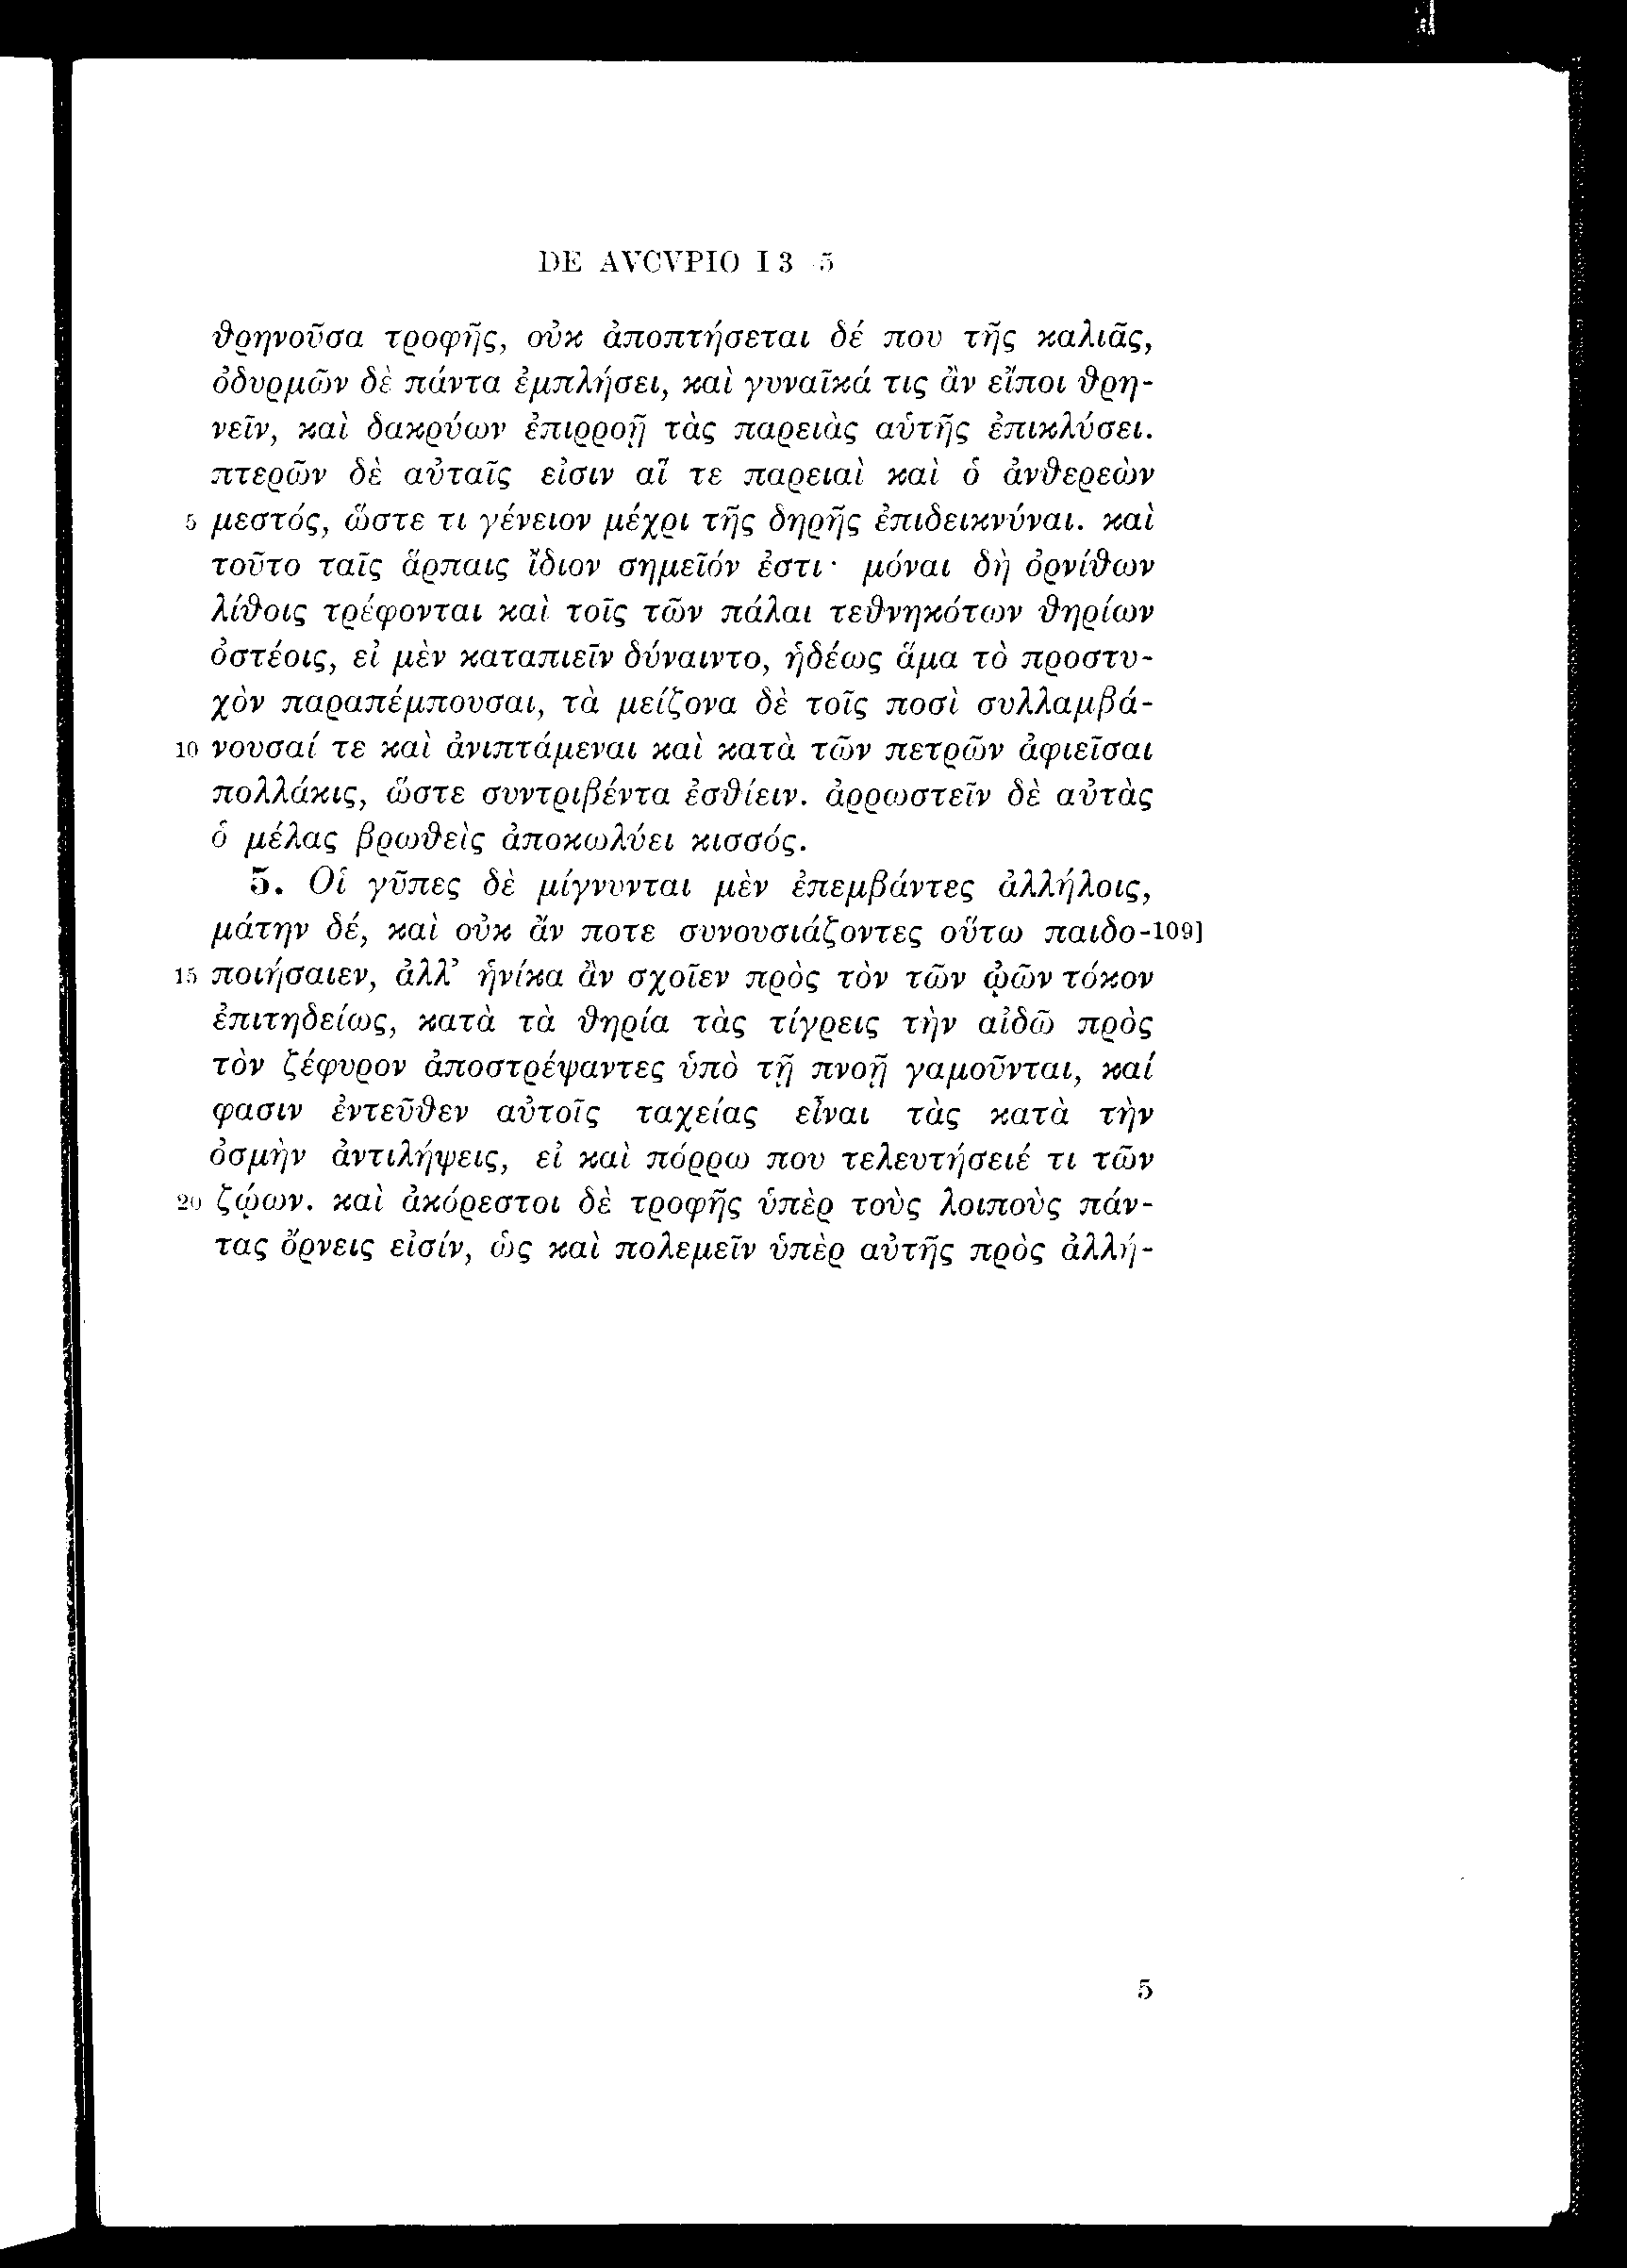 DE AVCVPIO I 3-5
θρηνοῦσα τροφῆς, οὐκ ἀποπτήσεται δέ που τῆς καλιᾶς,
ὀδυρμῶν δὲ πάντα ἐμπλήσει, καὶ γυναῖκά τις ἂν εἴποι θρη-
νεῖν, καὶ δακρύων ἐπιρροῇ τὰς παρειὰς αὑτῆς ἐπικλύσει.
πτερῶν δὲ αὐταῖς εἰσιν αἵ τε παρειαὶ καὶ ὁ ἀνθερεὼν
5 μεστός, ὥστε τι γένειον μέχρι τῆς δηρῆς ἐπιδεικνύναι. καὶ
τοῦτο ταῖς ἅρπαις ἴδιον σημεῖόν ἐστι· μόναι δὴ ὀρνίθων
λίθοις τρέφονται καὶ τοῖς τῶν πάλαι τεθνηκότων θηρίων
ὀστέοις, εἰ μὲν καταπιεῖν δύναιντο, ἡδέως ἅμα τὸ προστυ-
χὸν παραπέμπουσαι, τὰ μείζονα δὲ τοῖς ποσὶ συλλαμβά-
10 νουσαί τε καὶ ἀνιπτάμεναι καὶ κατὰ τῶν πετρῶν ἀφιεῖσαι
πολλάκις, ὥστε συντριβέντα ἐσθίειν. ἀρρωστεῖν δὲ αὐτὰς
ὁ μέλας βρωθεὶς ἀποκωλύει κισσός.
5. Οἱ γῦπες δὲ μίγνυνται μὲν ἐπεμβάντες ἀλλήλοις,
μάτην δέ, καὶ οὐκ ἄν ποτε συνουσιάζοντες οὕτω παιδο-109]
15 ποιήσαιεν, ἀλλ’ ἡνίκα ἂν σχοῖεν πρὸς τὸν τῶν ᾠῶν τόκον
ἐπιτηδείως, κατὰ τὰ θηρία τὰς τίγρεις τὴν αἰδῶ πρὸς
τὸν ζέφυρον ἀποστρέψαντες ὑπὸ τῇ πνοῇ γαμοῦνται, καί
φασιν ἐντεῦθεν αὐτοῖς ταχείας εἶναι τὰς κατὰ τὴν
ὀσμὴν ἀντιλήψεις, εἰ καὶ πόρρω που τελευτήσειέ τι τῶν
20 ζῴων. καὶ ἀκόρεστοι δὲ τροφῆς ὑπὲρ τοὺς λοιποὺς πάν-
τας ὄρνεις εἰσίν, ὡς καὶ πολεμεῖν ὑπὲρ αὐτῆς πρὸς ἀλλή-
5